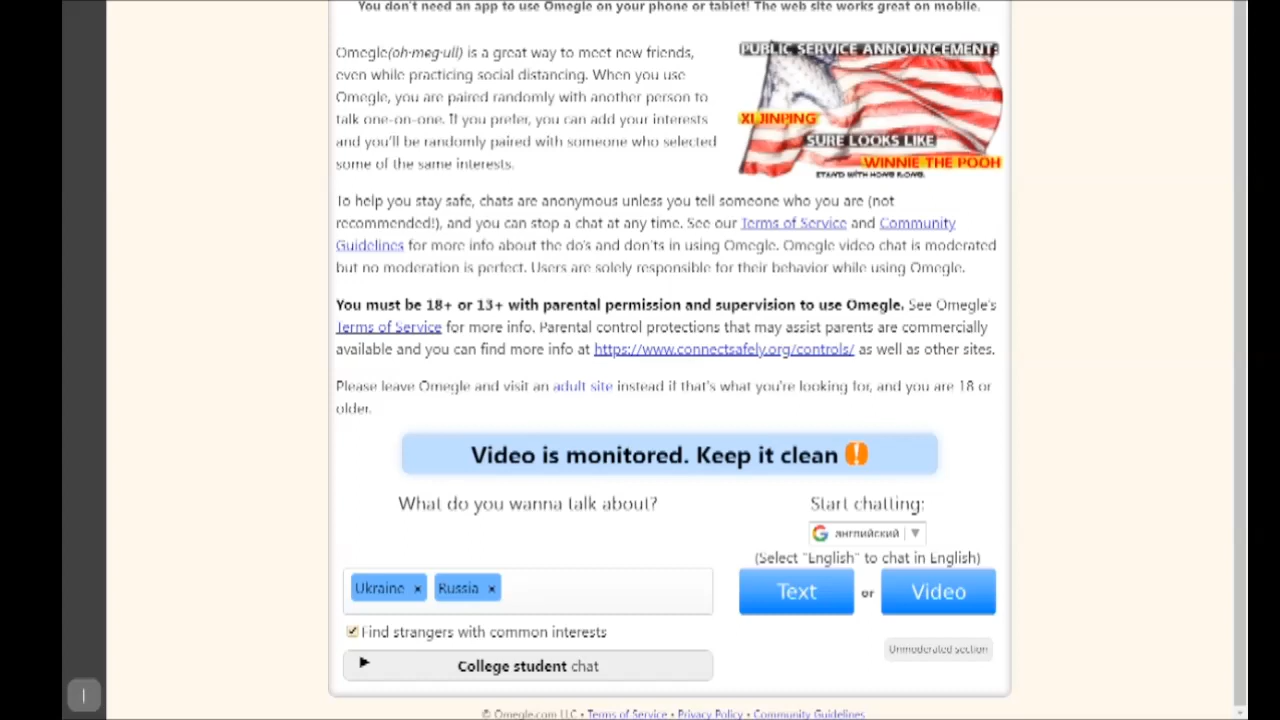 You don't need an app to use Omegle on your phone or tablet! The web site works great on mobile.
Omegle(oh·meg·ull) is a great way to meet new friends,
even while practicing social distancing. When you use
Omegle, you are paired randomly with another person to
talk one-on-one. If you prefer, you can add your interests
and you'll be randomly paired with someone who selected
some of the same interests.
PUBLIC SERVICE ANNOUNCEMENT:
XI JINPING
SURE LOOKS LIKE
WINNIE THE POOH
STAND WITH HONG KONG.
To help you stay safe, chats are anonymous unless you tell someone who you are (not
recommended!), and you can stop a chat at any time. See our Terms of Service and Community
Guidelines for more info about the do's and don'ts in using Omegle. Omegle video chat is moderated
but no moderation is perfect. Users are solely responsible for their behavior while using Omegle.
You must be 18+ or 13+ with parental permission and supervision to use Omegle. See Omegle's
Terms of Service for more info. Parental control protections that may assist parents are commercially
available and you can find more info at https://www.connectsafely.org/controls/ as well as other sites.
Please leave Omegle and visit an adult site instead if that's what you're looking for, and you are 18 or
older.
Video is monitored. Keep it clean
What do you wanna talk about?
Start chatting:
английский
(Select "English" to chat in English)
Ukraine × Russia ×
Text or Video
Find strangers with common interests
Unmoderated section
College student chat
© Omegle.com LLC • Terms of Service • Privacy Policy • Community Guidelines